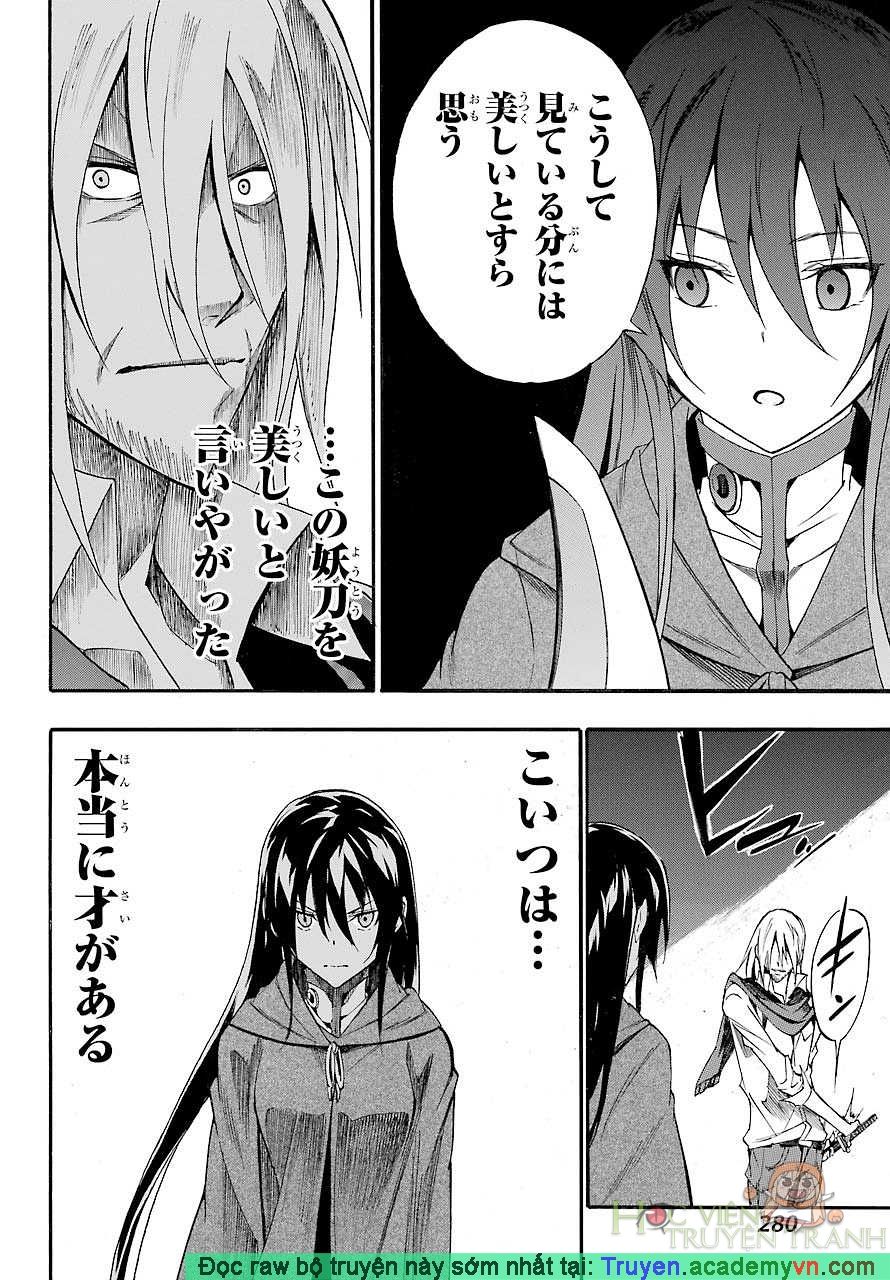 こうして
見ている分には
美しいとすら
思う
…この妖刀を
美しいと
言いやがった
キン
こいつは…
本当に才がある
280
HỌC VIỆN
TRUYỆN TRANH
Đọc raw bộ truyện này sớm nhất tại: Truyen.academyvn.com